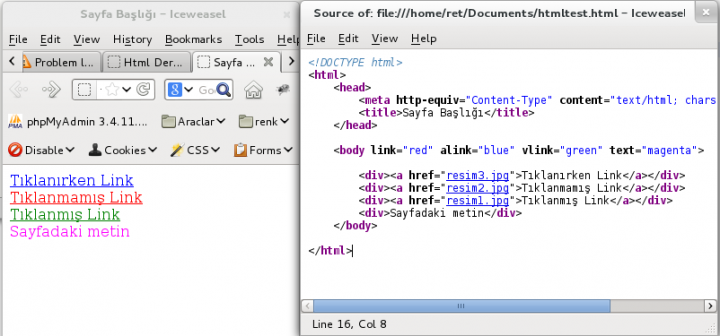 Sayfa Başlığı - Iceweasel
File Edit View History Bookmarks Tools Help
Problem l... Html Der... Sayfa ...
Go
phpMyAdmin 3.4.11.... Araclar renk
Disable Cookies CSS Forms
Tıklanırken Link
Tıklanmamış Link
Tıklanmış Link
Sayfadaki metin
Source of: file:///home/ret/Documents/htmltest.html - Iceweasel
File Edit View Help
<!DOCTYPE html>
<html>
<head>
<meta http-equiv="Content-Type" content="text/html; chars
<title>Sayfa Başlığı</title>
</head>
<body link="red" alink="blue" vlink="green" text="magenta">
<div><a href="resim3.jpg">Tıklanırken Link</a></div>
<div><a href="resim2.jpg">Tıklanmamış Link</a></div>
<div><a href="resim1.jpg">Tıklanmış Link</a></div>
<div>Sayfadaki metin</div>
</body>
</html>
Line 16, Col 8